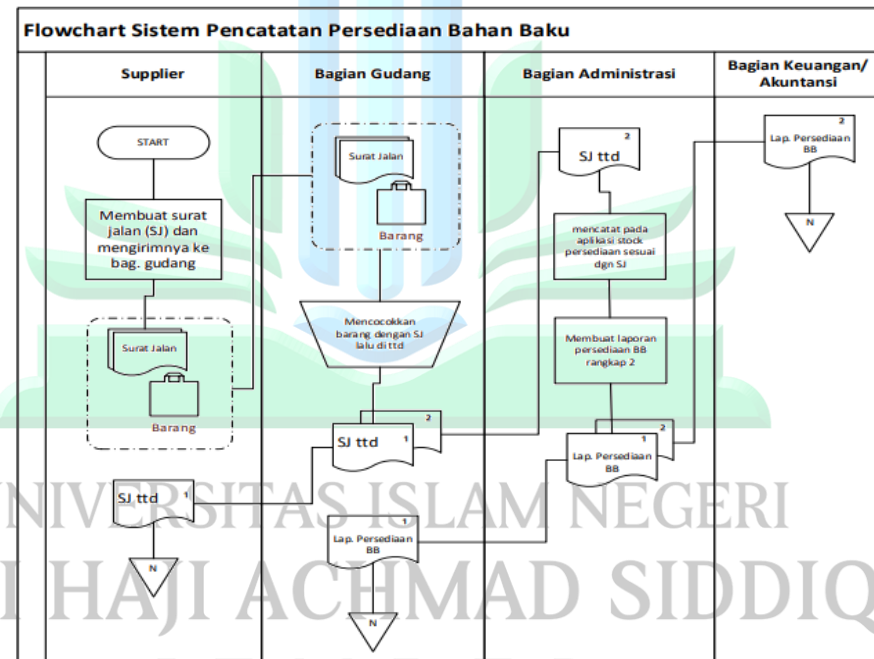 Flowchart Sistem Pencatatan Persediaan Bahan Baku
Supplier
Bagian Gudang
Bagian Administrasi
Bagian Keuangan/
Akuntansi
START
Membuat surat
jalan (SJ) dan
mengirimnya ke
bag. gudang
Surat Jalan
Barang
SJ ttd
1
N
Surat Jalan
Barang
Mencocokkan
barang dengan SJ
lalu di ttd
2
SJ ttd
1
1
Lap. Persediaan
BB
N
2
SJ ttd
mencatat pada
aplikasi stock
persediaan sesuai
dgn SJ
Membuat laporan
persediaan BB
rangkap 2
2
1
Lap. Persediaan
BB
2
Lap. Persediaan
BB
N
UNIVERSITAS ISLAM NEGERI
I HAJI ACHMAD SIDDIQ